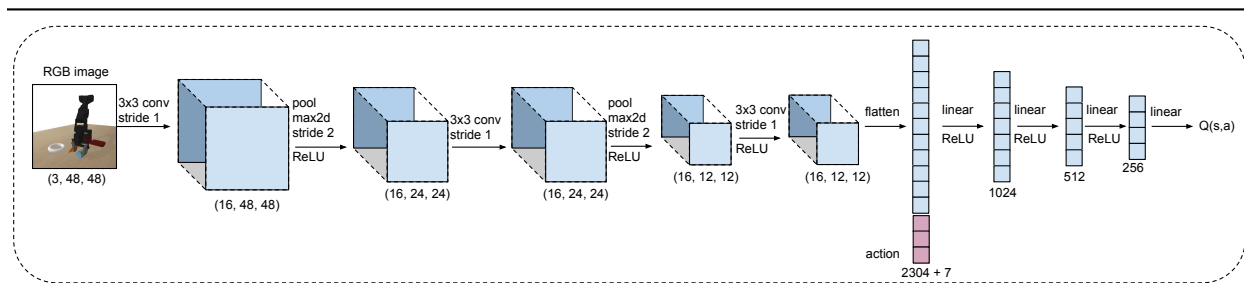 RGB image
(3, 48, 48)
3x3 conv
stride 1
(16, 48, 48)
pool
max2d
stride 2
ReLU
(16, 24, 24)
3x3 conv
stride 1
(16, 24, 24)
pool
max2d
stride 2
ReLU
(16, 12, 12)
3x3 conv
stride 1
ReLU
(16, 12, 12)
flatten
action
2304 + 7
linear
ReLU
1024
linear
ReLU
512
linear
ReLU
256
linear
Q(s,a)